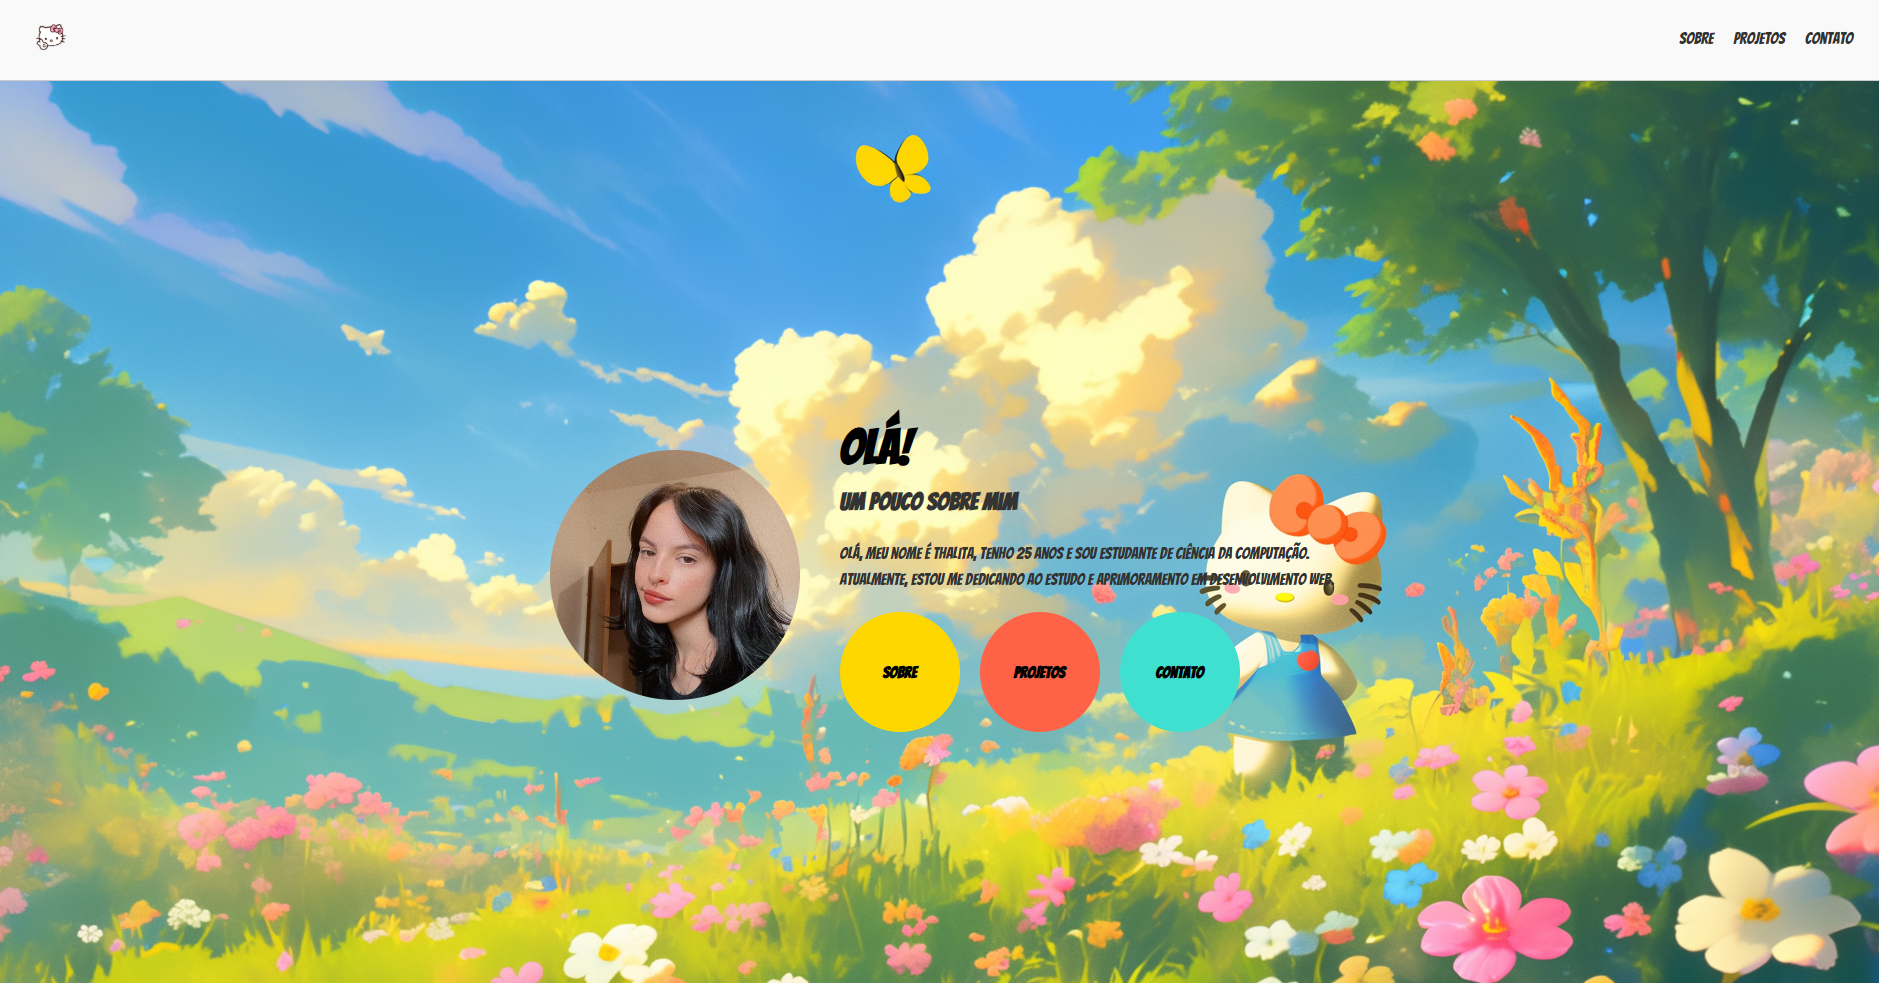 SOBRE PROJETOS CONTATO
OLÁ!
UM POUCO SOBRE MIM
OLÁ, MEU NOME É THALITA, TENHO 25 ANOS E SOU ESTUDANTE DE CIÊNCIA DA COMPUTAÇÃO.
ATUALMENTE, ESTOU ME DEDICANDO AO ESTUDO E APRIMORAMENTO EM DESENVOLVIMENTO WEB.
SOBRE PROJETOS CONTATO